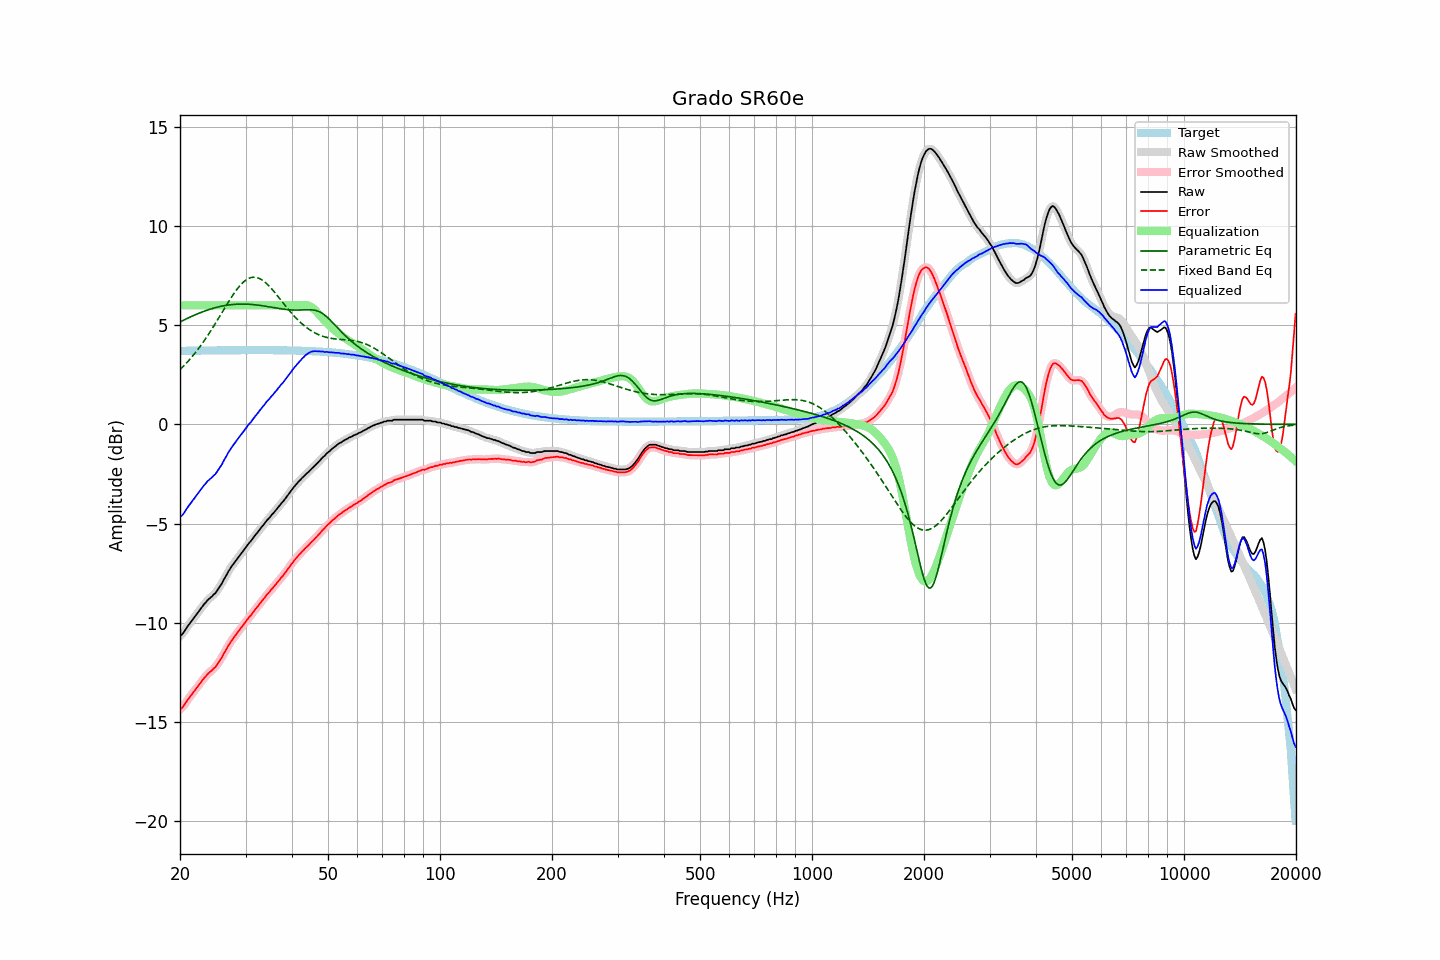 Grado SR60e
15
10
5
0
−5
−10
−15
−20
Amplitude (dBr)
20
50
100
200
500
1000
2000
5000
10000
20000
Frequency (Hz)
Target
Raw Smoothed
Error Smoothed
Raw
Error
Equalization
Parametric Eq
Fixed Band Eq
Equalized